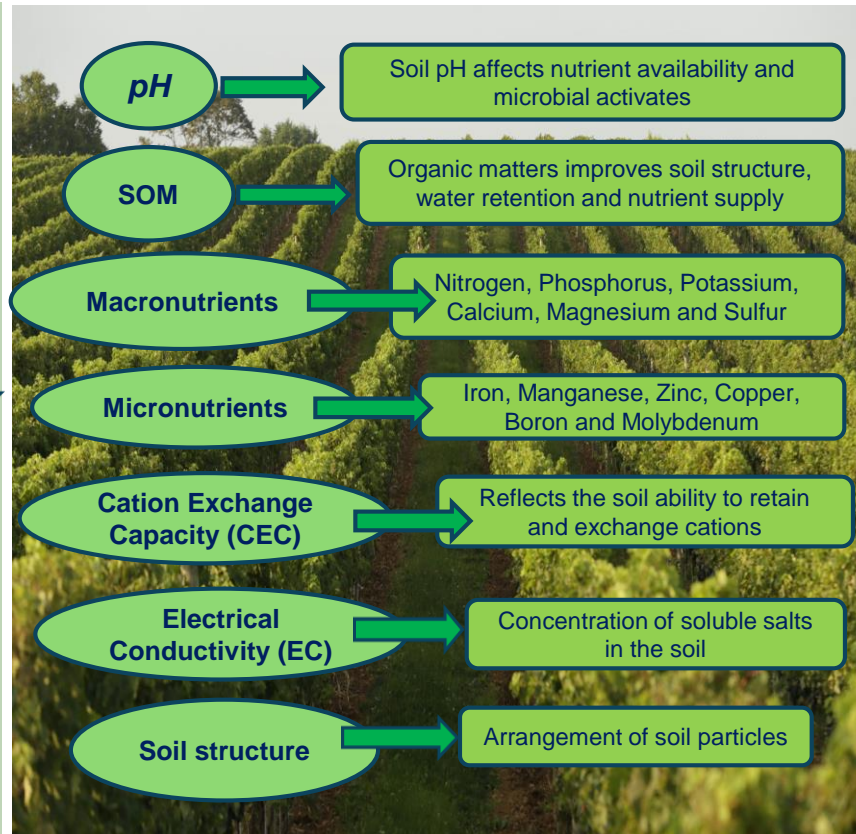 pH
Soil pH affects nutrient availability and
microbial activates
SOM
Organic matters improves soil structure,
water retention and nutrient supply
Macronutrients
Nitrogen, Phosphorus, Potassium,
Calcium, Magnesium and Sulfur
Micronutrients
Iron, Manganese, Zinc, Copper,
Boron and Molybdenum
Cation Exchange
Capacity (CEC)
Reflects the soil ability to retain
and exchange cations
Electrical
Conductivity (EC)
Concentration of soluble salts
in the soil
Soil structure
Arrangement of soil particles